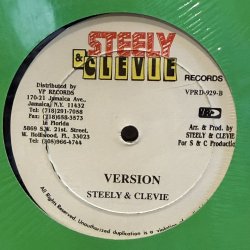 STEELY
& CLEVIE
RECORDS
Distributed by
VP RECORDS
170-21 Jamaica Ave.,
Jamaica, N.Y. 11432
Tel: (718)291-7058
Fax: (718)658-3573
In Florida
5869 S.W. 21st. Street
W. Hollywood, FL. 33023
Tel: (305)966-4744
VPRD-929-B
Arr. & Prod. by
STEELY & CLEVIE
For S & C Productions
VERSION
STEELY & CLEVIE
All Rights Reserved. Unauthorized duplication is a violation